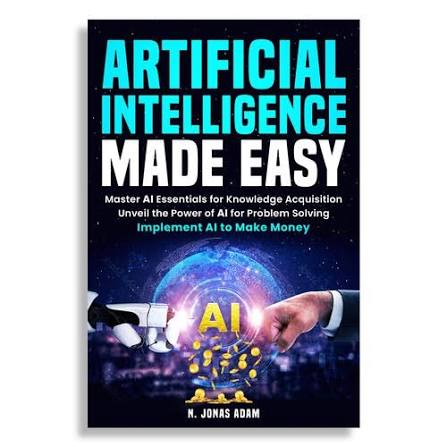 ARTIFICIAL
INTELLIGENCE
MADE EASY
Master AI Essentials for Knowledge Acquisition
Unveil the Power of AI for Problem Solving
Implement AI to Make Money
AI
N. JONAS ADAM